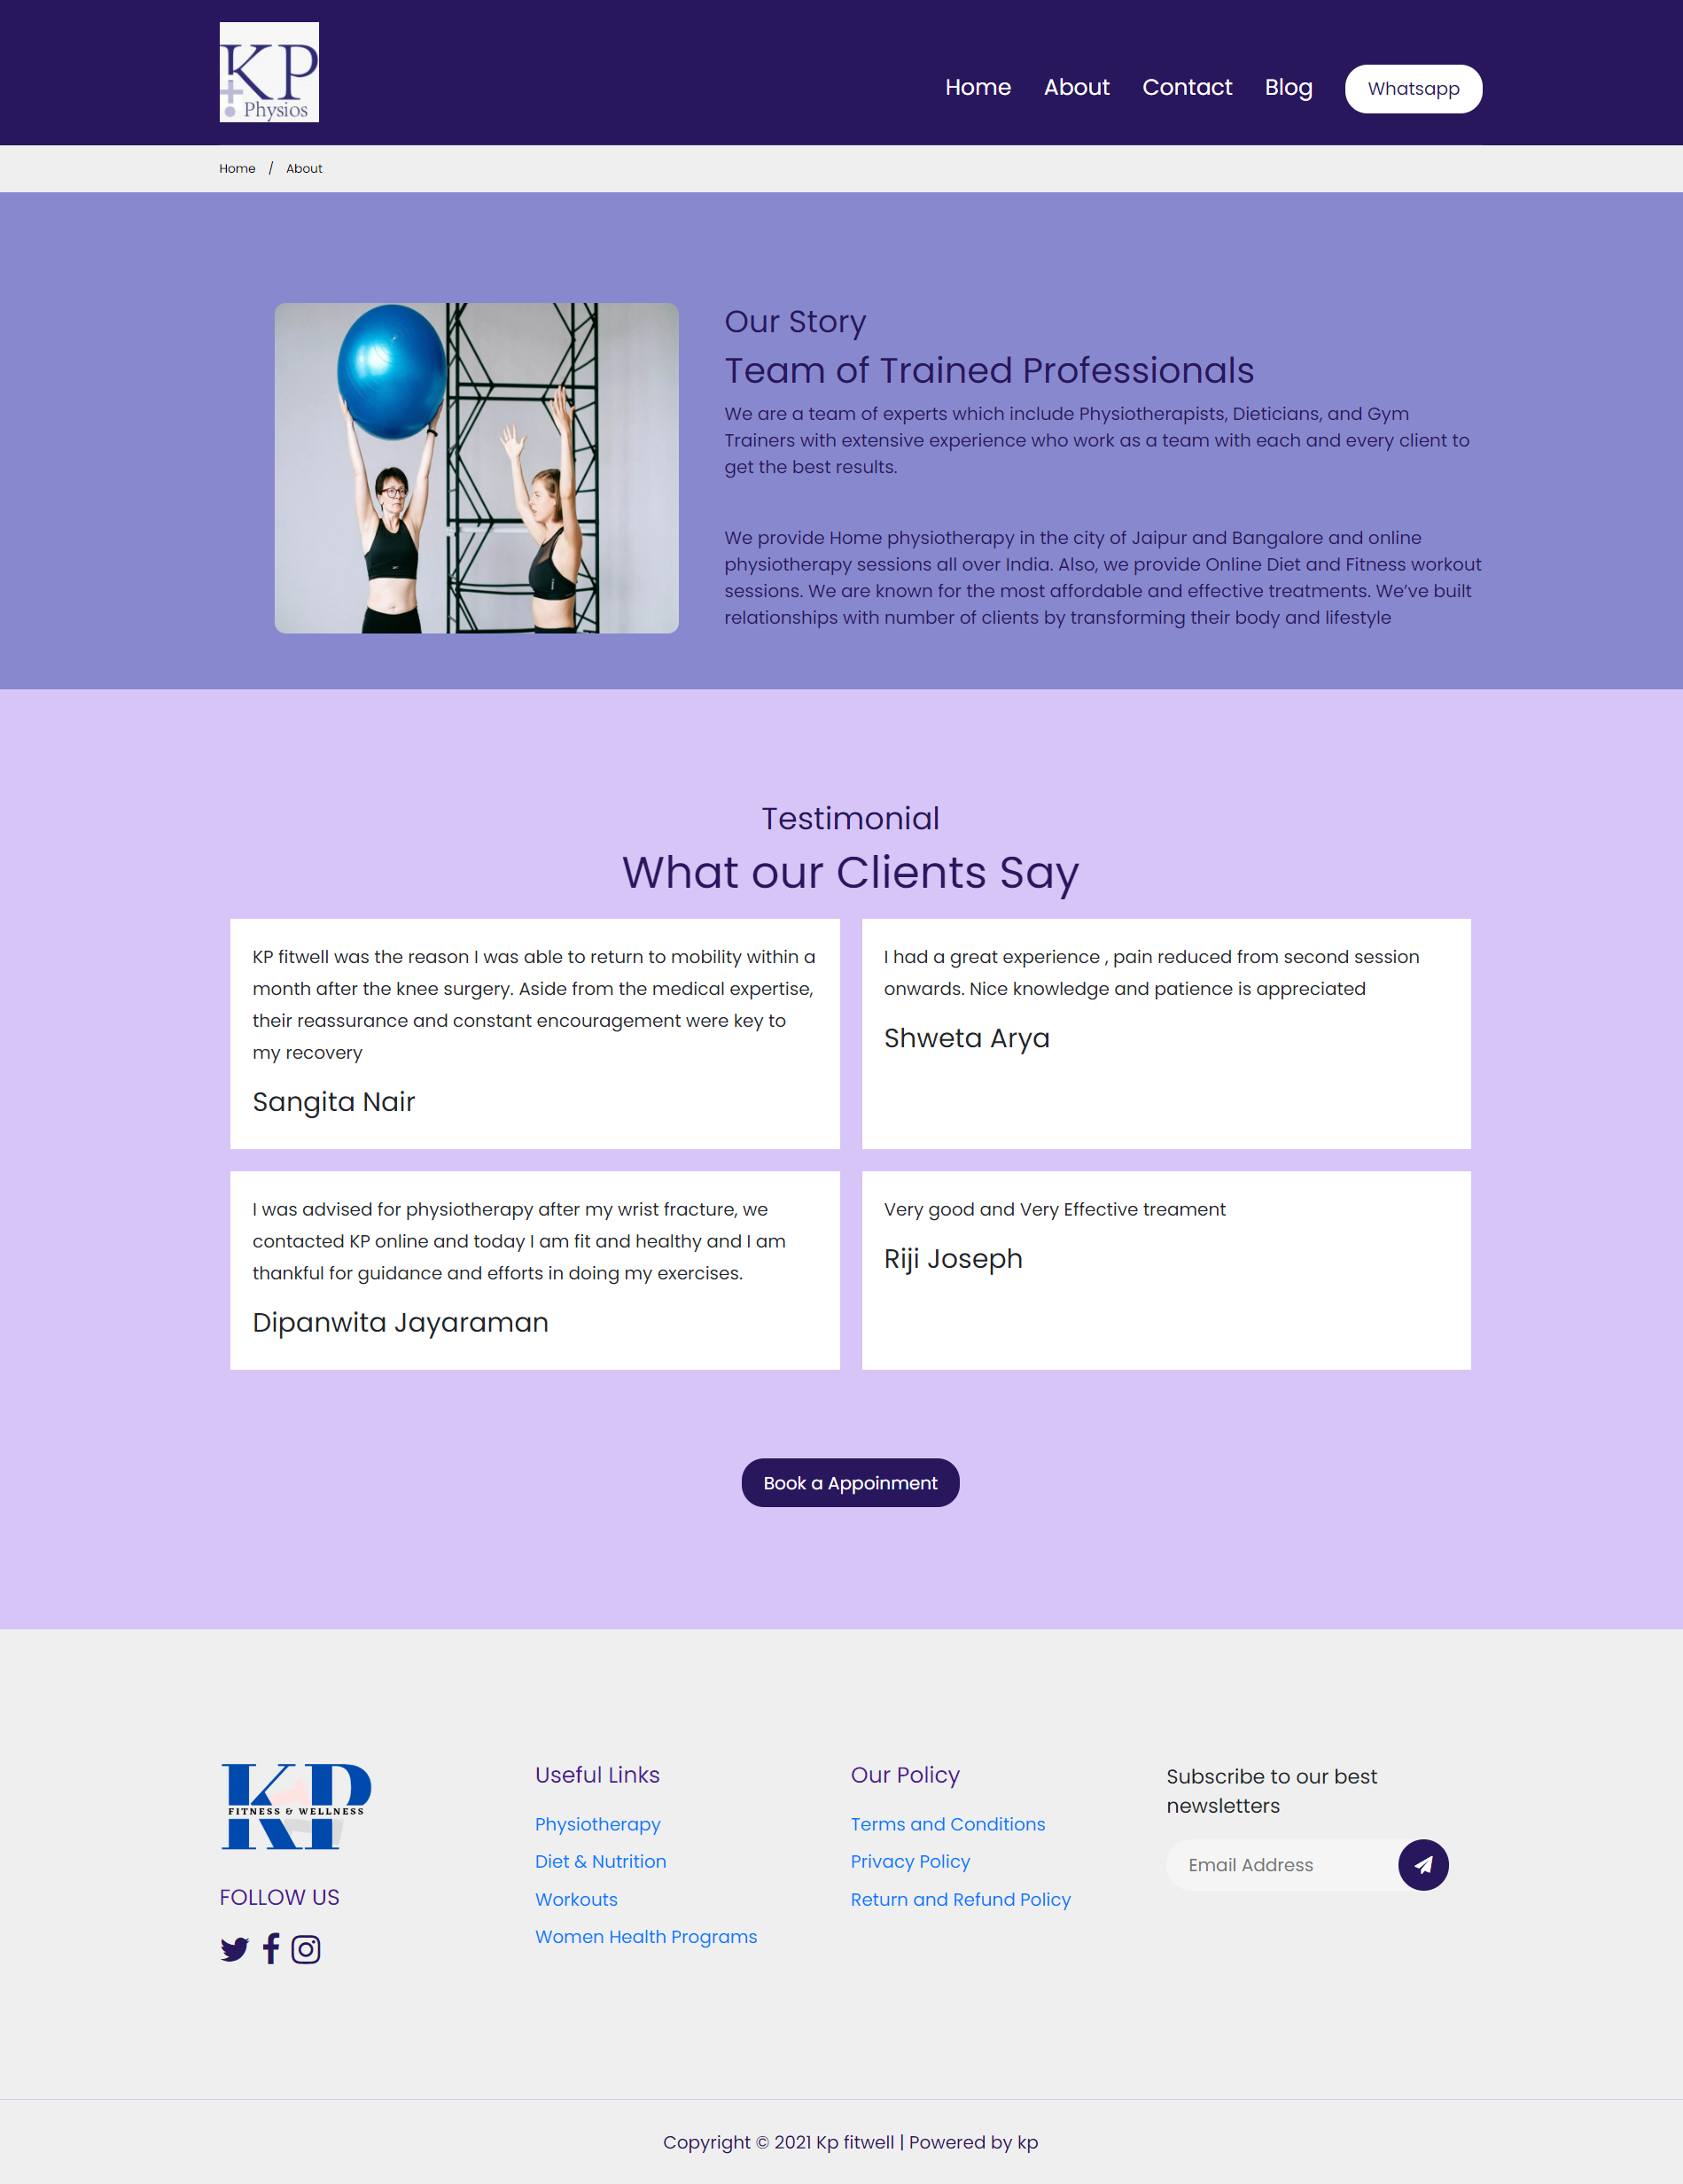 KP
Physios
Home
About
Contact
Blog
Whatsapp
Home / About
Our Story
Team of Trained Professionals
We are a team of experts which include Physiotherapists, Dieticians, and Gym
Trainers with extensive experience who work as a team with each and every client to
get the best results.
We provide Home physiotherapy in the city of Jaipur and Bangalore and online
physiotherapy sessions all over India. Also, we provide Online Diet and Fitness workout
sessions. We are known for the most affordable and effective treatments. We’ve built
relationships with number of clients by transforming their body and lifestyle
Testimonial
What our Clients Say
KP fitwell was the reason I was able to return to mobility within a
month after the knee surgery. Aside from the medical expertise,
their reassurance and constant encouragement were key to
my recovery
Sangita Nair
I had a great experience , pain reduced from second session
onwards. Nice knowledge and patience is appreciated
Shweta Arya
I was advised for physiotherapy after my wrist fracture, we
contacted KP online and today I am fit and healthy and I am
thankful for guidance and efforts in doing my exercises.
Dipanwita Jayaraman
Very good and Very Effective treament
Riji Joseph
Book a Appoinment
KP
FITNESS & WELLNESS
FOLLOW US
Useful Links
Physiotherapy
Diet & Nutrition
Workouts
Women Health Programs
Our Policy
Terms and Conditions
Privacy Policy
Return and Refund Policy
Subscribe to our best
newsletters
Email Address
Copyright © 2021 Kp fitwell | Powered by kp